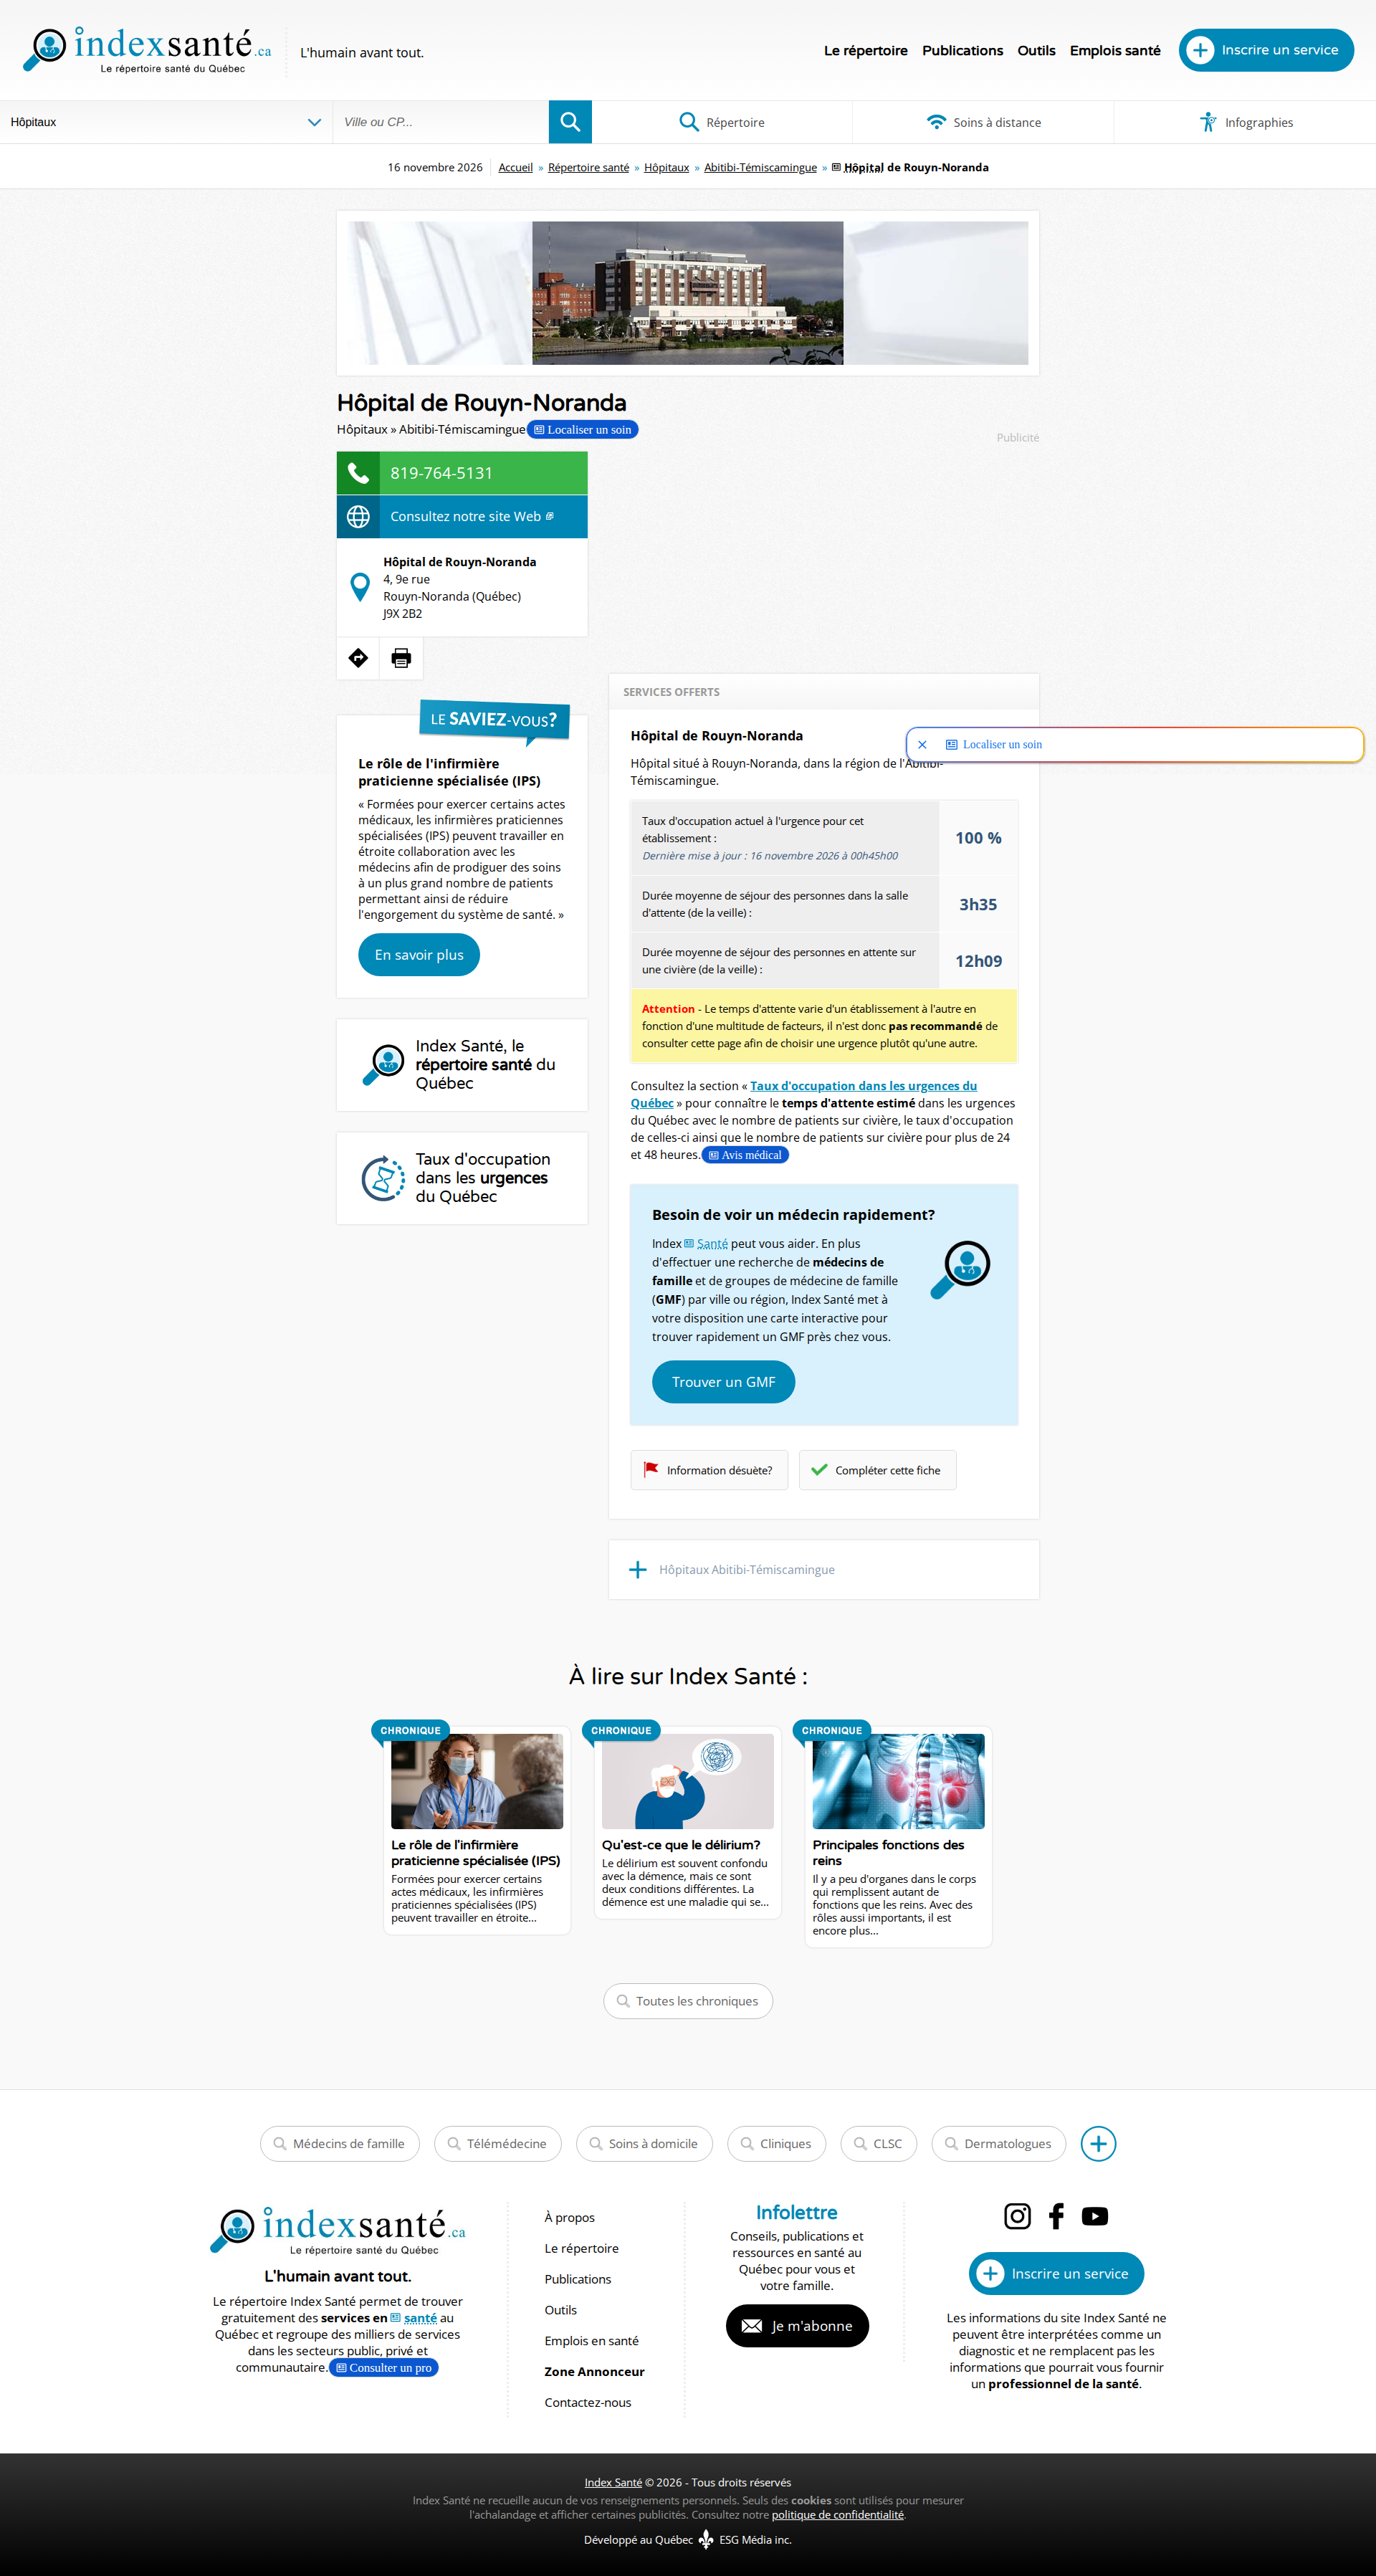 indexsanté.ca
Le répertoire santé du Québec
L'humain avant tout.
Le répertoire
Publications
Outils
Emplois santé
Inscrire un service
Hôpitaux
Ville ou CP...
Répertoire
Soins à distance
Infographies
16 novembre 2026
Accueil » Répertoire santé » Hôpitaux » Abitibi-Témiscamingue » Hôpital de Rouyn-Noranda
Hôpital de Rouyn-Noranda
Hôpitaux » Abitibi-Témiscamingue Localiser un soin
Publicité
819-764-5131
Consultez notre site Web
Hôpital de Rouyn-Noranda
4, 9e rue
Rouyn-Noranda (Québec)
J9X 2B2
LE SAVIEZ-VOUS?
Le rôle de l'infirmière
praticienne spécialisée (IPS)
« Formées pour exercer certains actes
médicaux, les infirmières praticiennes
spécialisées (IPS) peuvent travailler en
étroite collaboration avec les
médecins afin de prodiguer des soins
à un plus grand nombre de patients
permettant ainsi de réduire
l'engorgement du système de santé. »
En savoir plus
Index Santé, le
répertoire santé du
Québec
Taux d'occupation
dans les urgences
du Québec
SERVICES OFFERTS
Hôpital de Rouyn-Noranda
Localiser un soin
Hôpital situé à Rouyn-Noranda, dans la région de l'Abitibi-
Témiscamingue.
Taux d'occupation actuel à l'urgence pour cet
établissement :
Dernière mise à jour : 16 novembre 2026 à 00h45h00
100 %
Durée moyenne de séjour des personnes dans la salle
d'attente (de la veille) :
3h35
Durée moyenne de séjour des personnes en attente sur
une civière (de la veille) :
12h09
Attention - Le temps d'attente varie d'un établissement à l'autre en
fonction d'une multitude de facteurs, il n'est donc pas recommandé de
consulter cette page afin de choisir une urgence plutôt qu'une autre.
Consultez la section « Taux d'occupation dans les urgences du
Québec » pour connaître le temps d'attente estimé dans les urgences
du Québec avec le nombre de patients sur civière, le taux d'occupation
de celles-ci ainsi que le nombre de patients sur civière pour plus de 24
et 48 heures. Avis médical
Besoin de voir un médecin rapidement?
Index Santé peut vous aider. En plus
d'effectuer une recherche de médecins de
famille et de groupes de médecine de famille
(GMF) par ville ou région, Index Santé met à
votre disposition une carte interactive pour
trouver rapidement un GMF près chez vous.
Trouver un GMF
Information désuète?
Compléter cette fiche
Hôpitaux Abitibi-Témiscamingue
À lire sur Index Santé :
CHRONIQUE
Le rôle de l'infirmière
praticienne spécialisée (IPS)
Formées pour exercer certains
actes médicaux, les infirmières
praticiennes spécialisées (IPS)
peuvent travailler en étroite...
CHRONIQUE
Qu'est-ce que le délirium?
Le délirium est souvent confondu
avec la démence, mais ce sont
deux conditions différentes. La
démence est une maladie qui se...
CHRONIQUE
Principales fonctions des
reins
Il y a peu d'organes dans le corps
qui remplissent autant de
fonctions que les reins. Avec des
rôles aussi importants, il est
encore plus...
Toutes les chroniques
Médecins de famille
Télémédecine
Soins à domicile
Cliniques
CLSC
Dermatologues
indexsanté.ca
Le répertoire santé du Québec
L'humain avant tout.
Le répertoire Index Santé permet de trouver
gratuitement des services en santé au
Québec et regroupe des milliers de services
dans les secteurs public, privé et
communautaire. Consulter un pro
À propos
Le répertoire
Publications
Outils
Emplois en santé
Zone Annonceur
Contactez-nous
Infolettre
Conseils, publications et
ressources en santé au
Québec pour vous et
votre famille.
Je m'abonne
Inscrire un service
Les informations du site Index Santé ne
peuvent être interprétées comme un
diagnostic et ne remplacent pas les
informations que pourrait vous fournir
un professionnel de la santé.
Index Santé © 2026 - Tous droits réservés
Index Santé ne recueille aucun de vos renseignements personnels. Seuls des cookies sont utilisés pour mesurer
l'achalandage et afficher certaines publicités. Consultez notre politique de confidentialité.
Développé au Québec ESG Média inc.